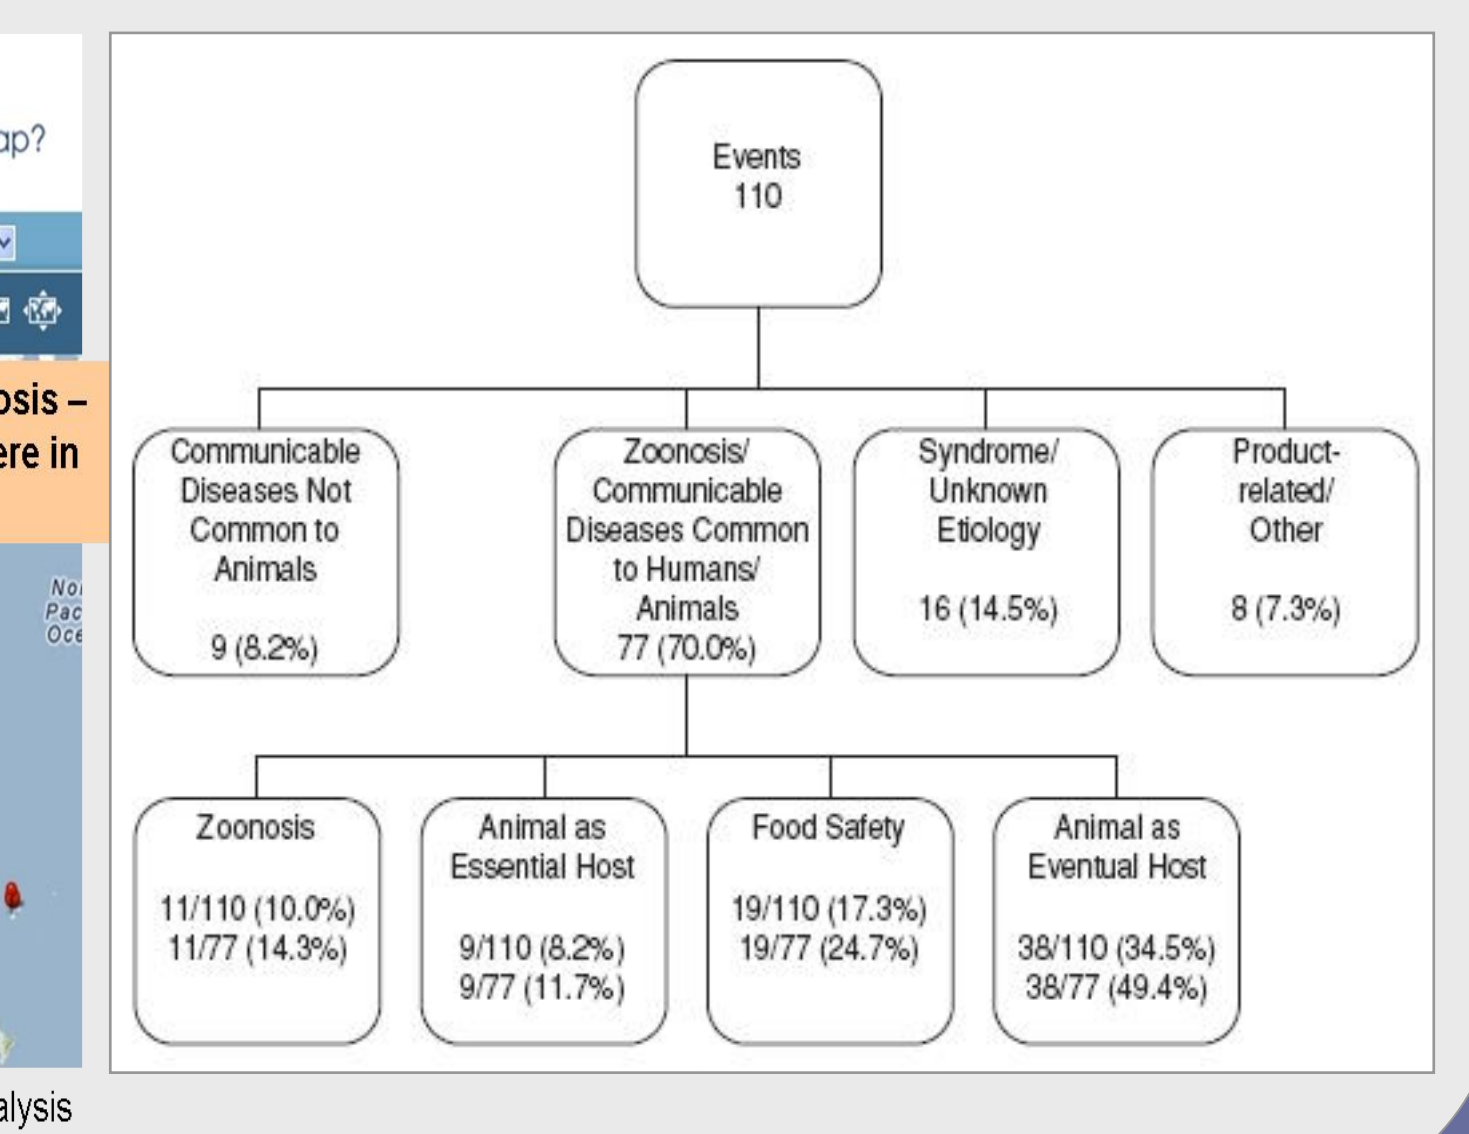 ap?
osis –
ere in
Nor
Pac
Oce
alysis
Events
110
Communicable
Diseases Not
Common to
Animals
9 (8.2%)
Zoonosis/
Communicable
Diseases Common
to Humans/
Animals
77 (70.0%)
Syndrome/
Unknown
Etiology
16 (14.5%)
Product-
related/
Other
8 (7.3%)
Zoonosis
11/110 (10.0%)
11/77 (14.3%)
Animal as
Essential Host
9/110 (8.2%)
9/77 (11.7%)
Food Safety
19/110 (17.3%)
19/77 (24.7%)
Animal as
Eventual Host
38/110 (34.5%)
38/77 (49.4%)